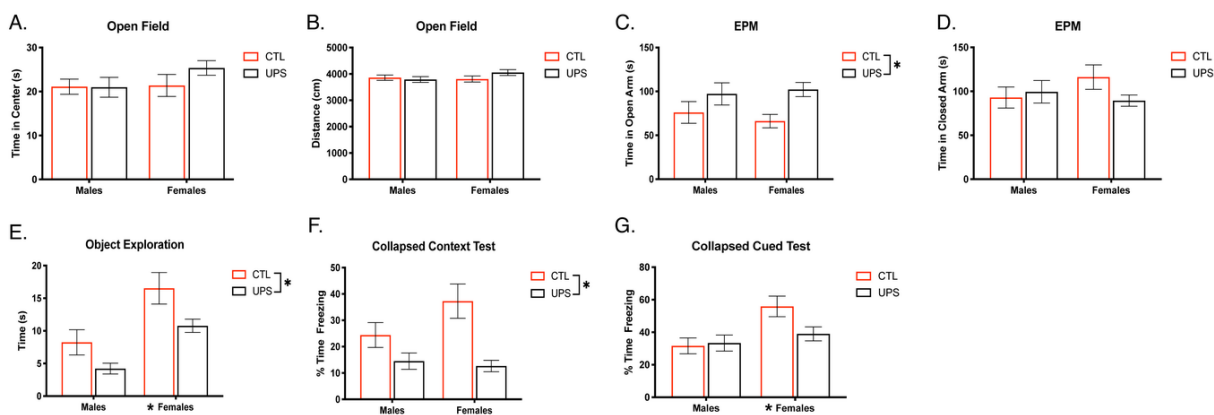 A.
Open Field
Time in Center (s)
30
20
10
0
Males
Females
CTL
UPS
B.
Open Field
Distance (cm)
6000
5000
4000
3000
2000
1000
0
Males
Females
CTL
UPS
C.
EPM
Time in Open Arm (s)
150
100
50
0
Males
Females
CTL
UPS
*
D.
EPM
Time in Closed Arm (s)
150
100
50
0
Males
Females
CTL
UPS
E.
Object Exploration
Time (s)
20
15
10
5
0
Males
* Females
CTL
UPS
*
F.
Collapsed Context Test
% Time Freezing
50
40
30
20
10
0
Males
Females
CTL
UPS
*
G.
Collapsed Cued Test
% Time Freezing
80
60
40
20
0
Males
* Females
CTL
UPS